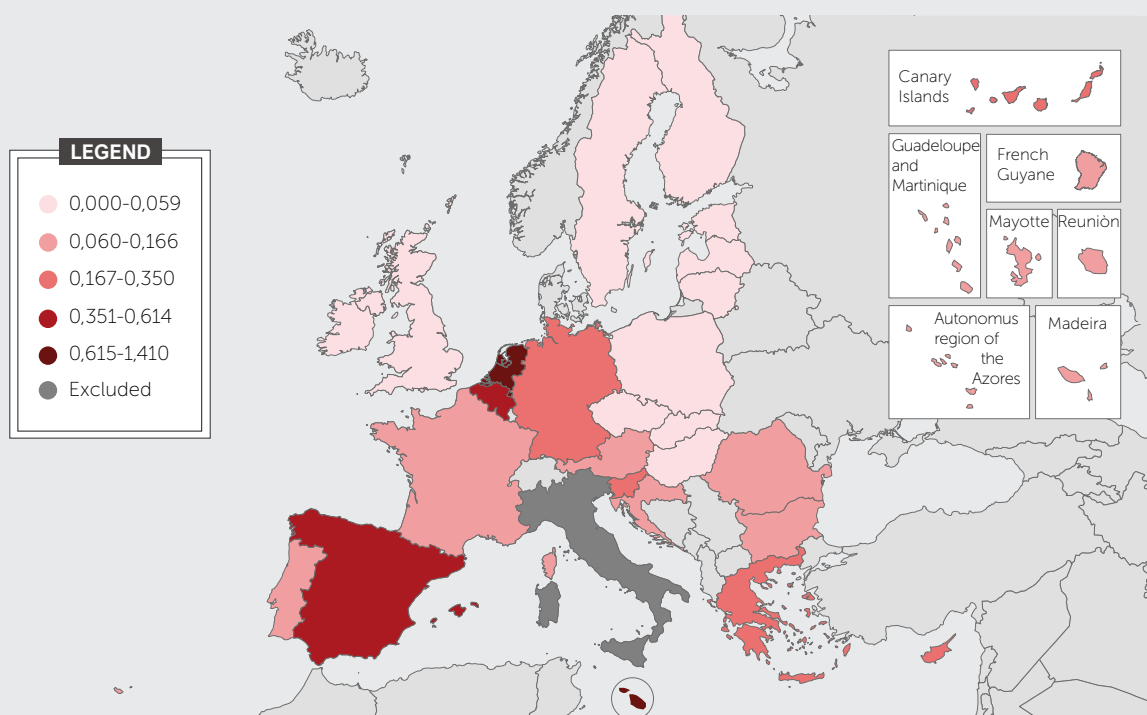 LEGEND
0,000-0,059
0,060-0,166
0,167-0,350
0,351-0,614
0,615-1,410
Excluded
Canary
Islands
Guadeloupe
and
Martinique
French
Guyane
Mayotte
Reuniòn
Autonomus
region of
the
Azores
Madeira